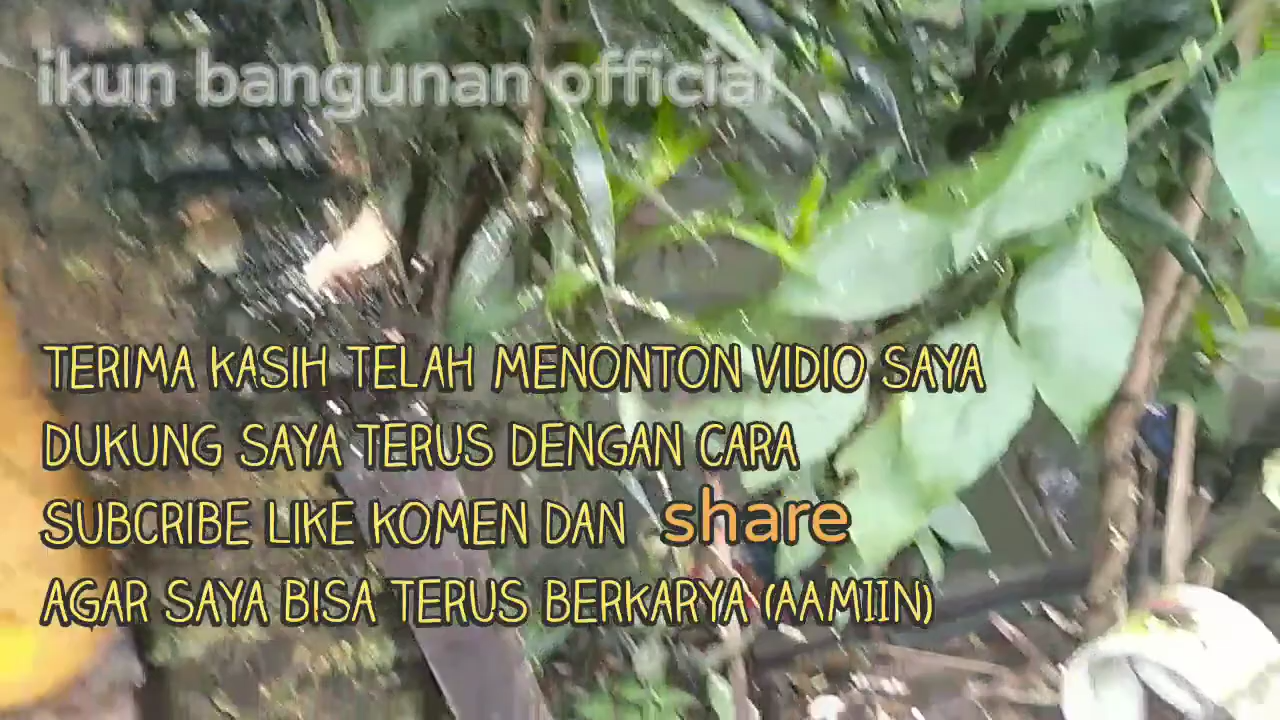 ikun bangunan official
TERIMA KASIH TELAH MENONTON VIDIO SAYA
DUKUNG SAYA TERUS DENGAN CARA
SUBCRIBE LIKE KOMEN DAN share
AGAR SAYA BISA TERUS BERKARYA (AAMIIN)